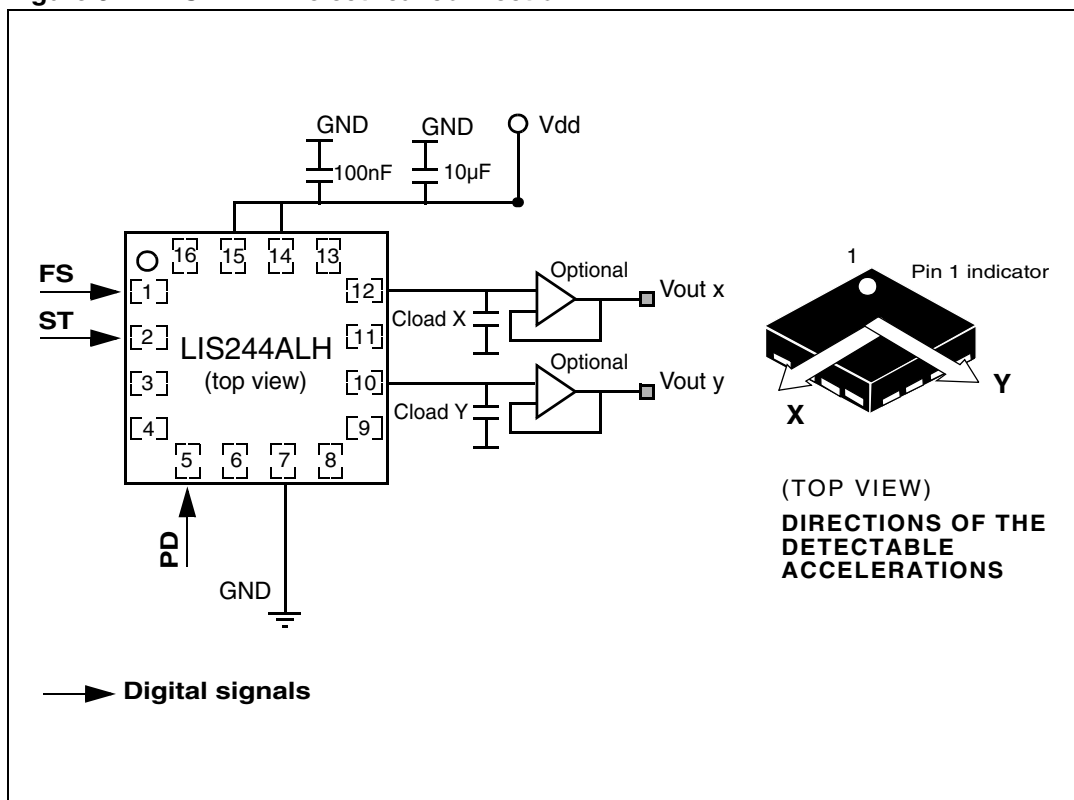 GND GND Vdd
100nF 10µF
16 15 14 13
FS 1 12 Optional Vout x
Cload X
ST 2 11
LIS244ALH
(top view)
3 10 Optional Vout y
Cload Y
4 9
5 6 7 8
PD
GND
Digital signals
1 Pin 1 indicator
X Y
(TOP VIEW)
DIRECTIONS OF THE
DETECTABLE
ACCELERATIONS